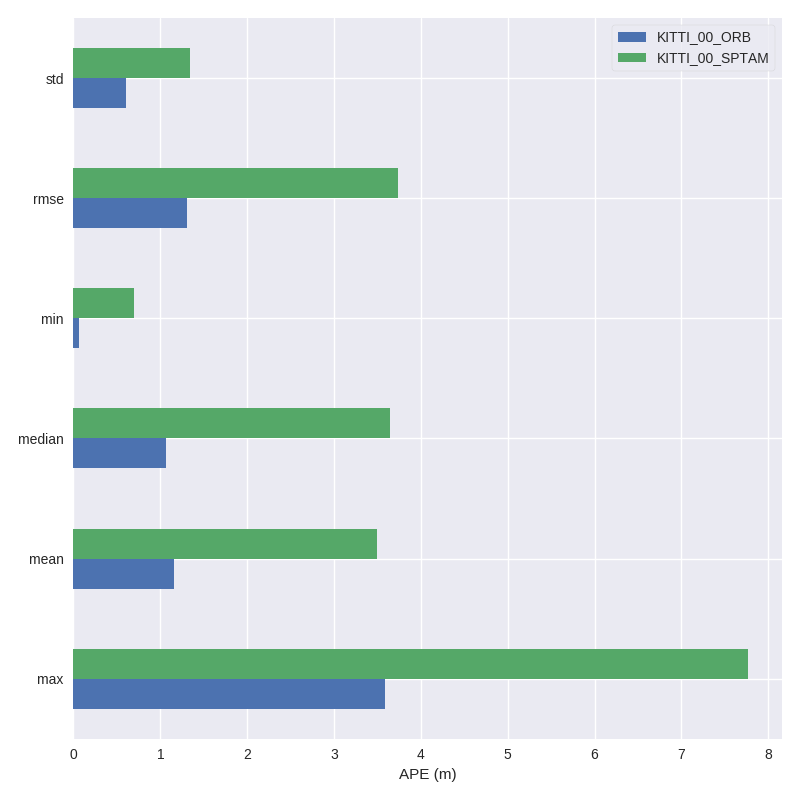 KITTI_00_ORB
KITTI_00_SPTAM
std
rmse
min
median
mean
max
0 1 2 3 4 5 6 7 8
APE (m)